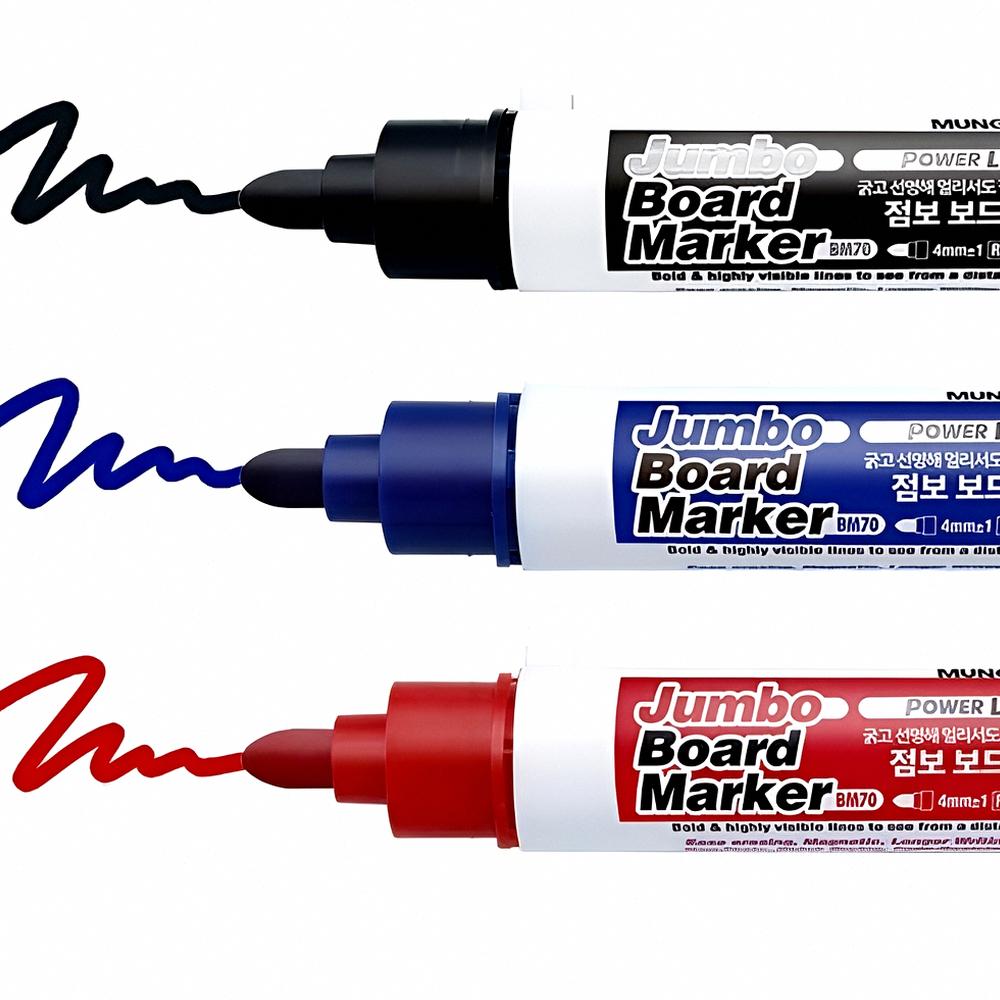 MUNG
Jumbo
POWER L
Board
굵고 선명해 멀리서도
점보 보드
Marker BM70 4mm±1 R
Bold & highly visible lines to see from a dista
MUN
Jumbo
POWER
Board
굵고 선명해 멀리서도
점보 보드
Marker BM70 4mm±1
Bold & highly visible lines to see from a dist
MUNG
Jumbo
POWER L
Board
굵고 선명해 멀리서도
점보 보드
Marker BM70 4mm±1
Bold & highly visible lines to see from a dista